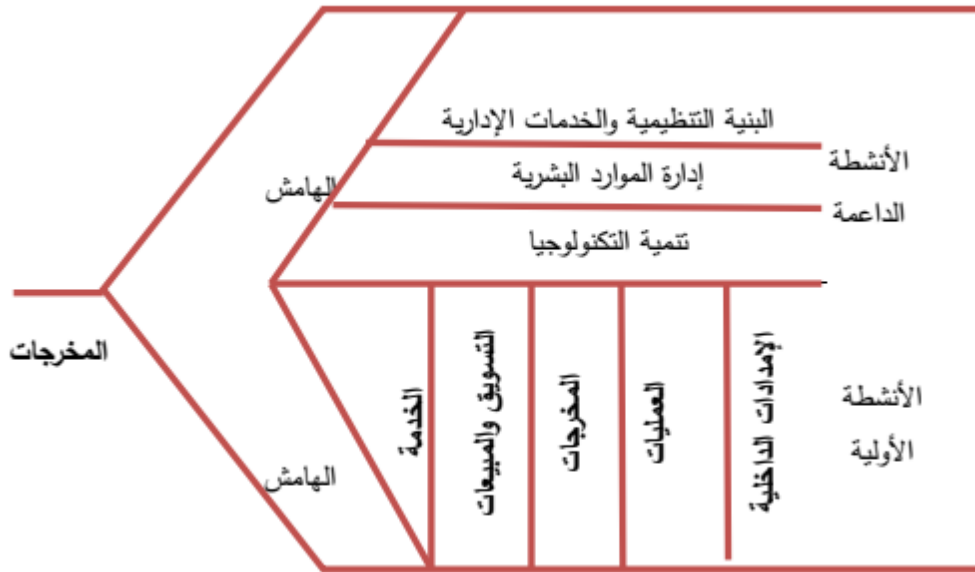 البنية التنظيمية والخدمات الإدارية
الأنشطة
الداعمة
إدارة الموارد البشرية
الهامش
تنمية التكنولوجيا
المخرجات
الأنشطة
الأولية
الإمدادات الداخلية
العمليات
المخرجات
التسويق والمبيعات
الخدمة
الهامش